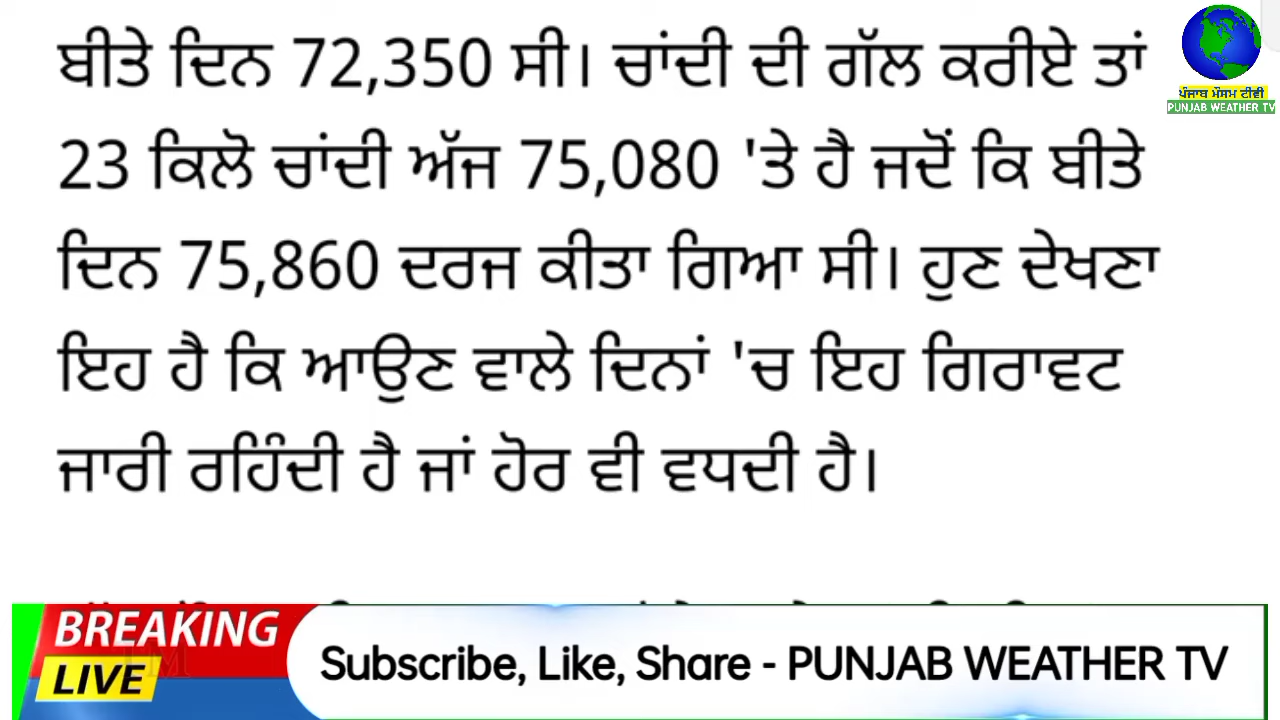 ਬੀਤੇ ਦਿਨ 72,350 ਸੀ। ਚਾਂਦੀ ਦੀ ਗੱਲ ਕਰੀਏ ਤਾਂ
23 ਕਿਲੋ ਚਾਂਦੀ ਅੱਜ 75,080 'ਤੇ ਹੈ ਜਦੋਂ ਕਿ ਬੀਤੇ
ਦਿਨ 75,860 ਦਰਜ ਕੀਤਾ ਗਿਆ ਸੀ। ਹੁਣ ਦੇਖਣਾ
ਇਹ ਹੈ ਕਿ ਆਉਣ ਵਾਲੇ ਦਿਨਾਂ 'ਚ ਇਹ ਗਿਰਾਵਟ
ਜਾਰੀ ਰਹਿੰਦੀ ਹੈ ਜਾਂ ਹੋਰ ਵੀ ਵਧਦੀ ਹੈ।
ਪੰਜਾਬ ਮੌਸਮ ਟੀਵੀ
PUNJAB WEATHER TV
BREAKING
LIVE
Subscribe, Like, Share - PUNJAB WEATHER TV